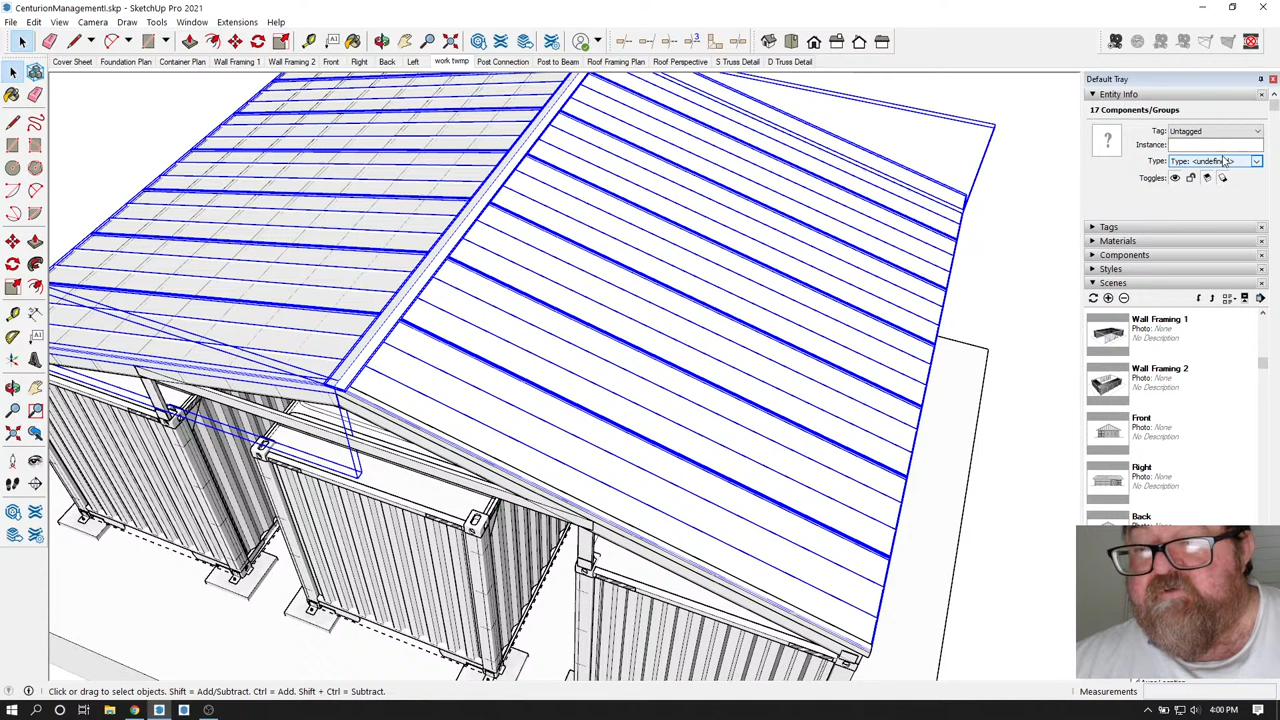 CenturionManagementI.skp - SketchUp Pro 2021
File Edit View Camera Draw Tools Window Extensions Help
Cover Sheet Foundation Plan Container Plan Wall Framing 1 Wall Framing 2 Front Right Back Left work twmp Post Connection Post to Beam Roof Framing Plan Roof Perspective S Truss Detail D Truss Detail
Default Tray
Entity Info
17 Components/Groups
Tag: Untagged
Instance:
Type: Type: <undefined>
Toggles:
Tags
Materials
Components
Styles
Scenes
Wall Framing 1
Photo: None
No Description
Wall Framing 2
Photo: None
No Description
Front
Photo: None
No Description
Right
Photo: None
No Description
Back
Click or drag to select objects. Shift = Add/Subtract. Ctrl = Add. Shift + Ctrl = Subtract.
Measurements
4:00 PM